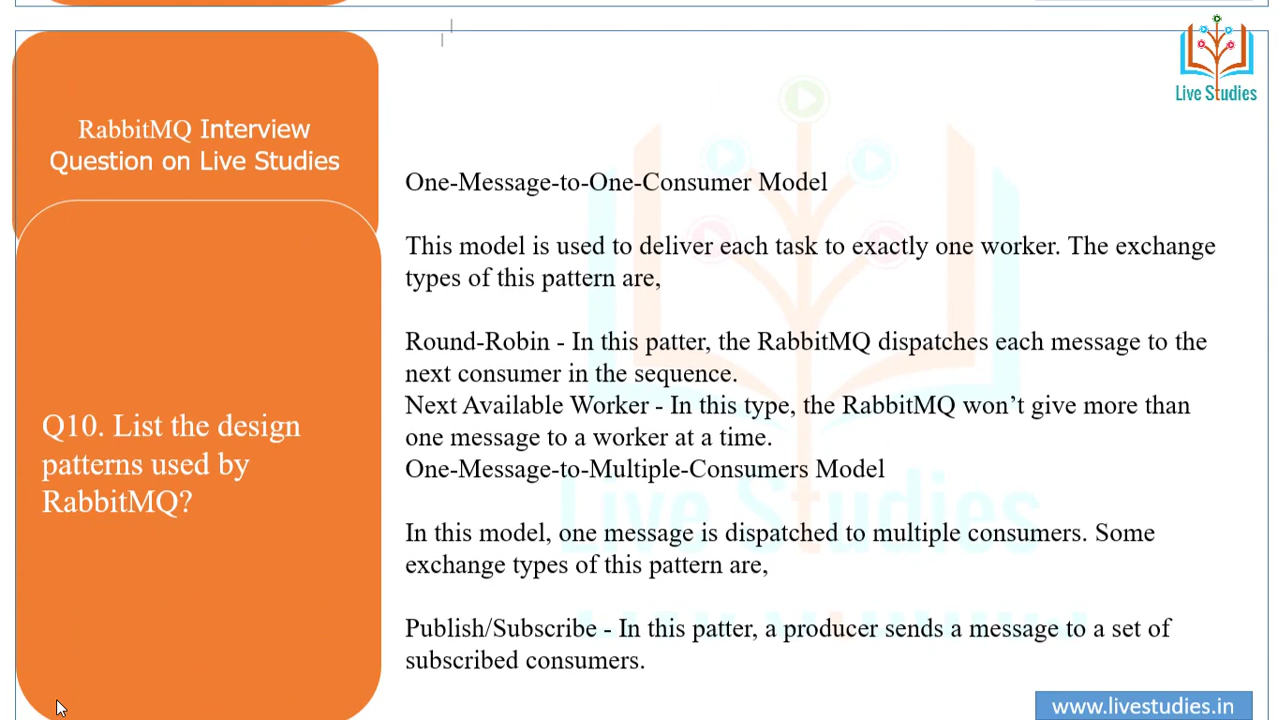 RabbitMQ Interview
Question on Live Studies
Q10. List the design
patterns used by
RabbitMQ?
Live Studies
One-Message-to-One-Consumer Model
This model is used to deliver each task to exactly one worker. The exchange
types of this pattern are,
Round-Robin - In this patter, the RabbitMQ dispatches each message to the
next consumer in the sequence.
Next Available Worker - In this type, the RabbitMQ won’t give more than
one message to a worker at a time.
One-Message-to-Multiple-Consumers Model
Live Studies
In this model, one message is dispatched to multiple consumers. Some
exchange types of this pattern are,
Publish/Subscribe - In this patter, a producer sends a message to a set of
subscribed consumers.
www.livestudies.in